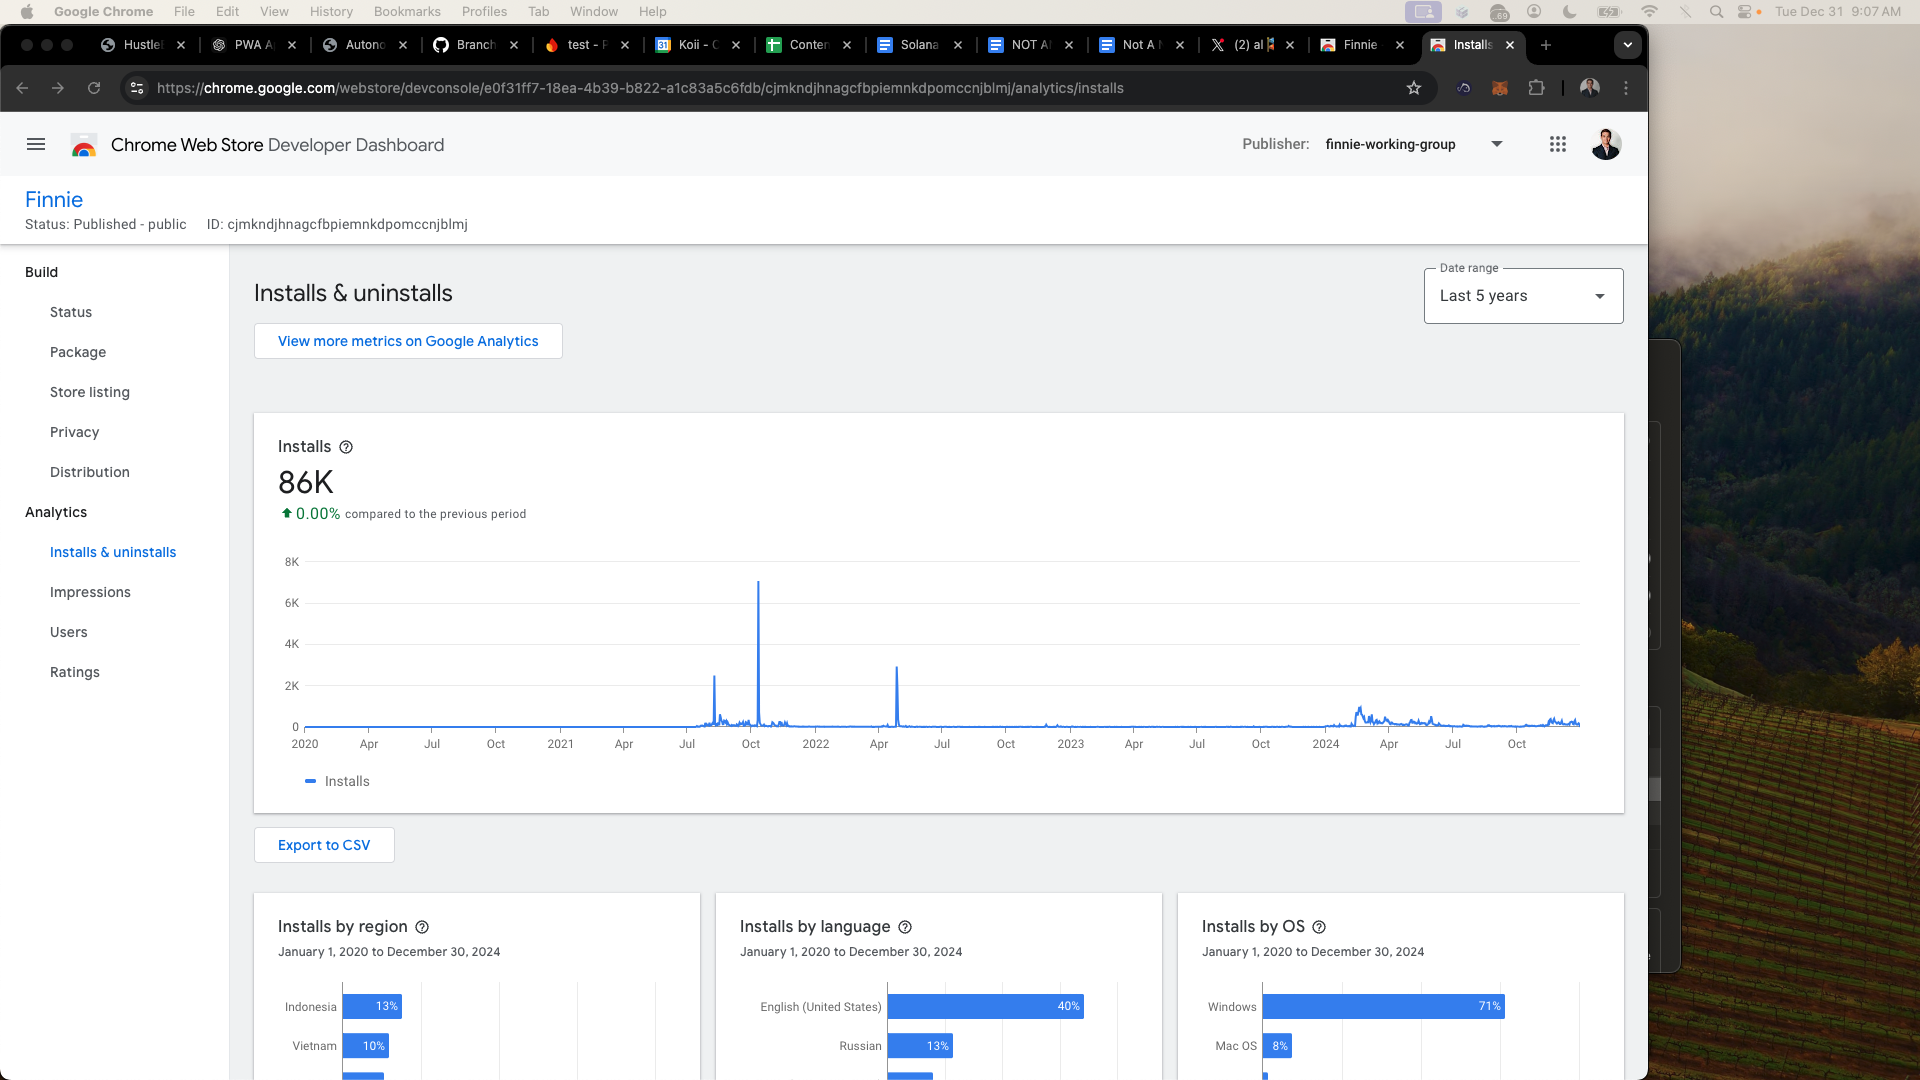 Google Chrome File Edit View History Bookmarks Profiles Tab Window Help
69
Tue Dec 31 9:07 AM
Hustle
PWA A
Autono
Branch
test - F
31 Koii - C
Conten
Solana
NOT A
Not A
(2) al
Finnie
Installs
https://chrome.google.com/webstore/devconsole/e0f31ff7-18ea-4b39-b822-a1c83a5c6fdb/cjmkndjhnagcfbpiemnkdpomccnjblmj/analytics/installs
Chrome Web Store Developer Dashboard
Publisher: finnie-working-group
Finnie
Status: Published - public ID: cjmkndjhnagcfbpiemnkdpomccnjblmj
Build
Status
Package
Store listing
Privacy
Distribution
Analytics
Installs & uninstalls
Impressions
Users
Ratings
Installs & uninstalls
Date range
Last 5 years
View more metrics on Google Analytics
Installs
86K
0.00% compared to the previous period
8K
6K
4K
2K
0
2020 Apr Jul Oct 2021 Apr Jul Oct 2022 Apr Jul Oct 2023 Apr Jul Oct 2024 Apr Jul Oct
Installs
Export to CSV
Installs by region
January 1, 2020 to December 30, 2024
Indonesia 13%
Vietnam 10%
Installs by language
January 1, 2020 to December 30, 2024
English (United States) 40%
Russian 13%
Installs by OS
January 1, 2020 to December 30, 2024
Windows 71%
Mac OS 8%